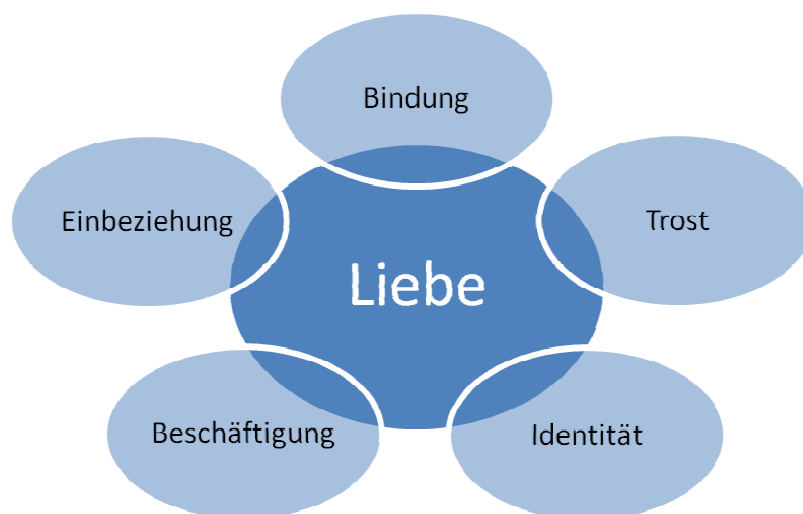 Bindung
Einbeziehung
Trost
Liebe
Beschäftigung
Identität